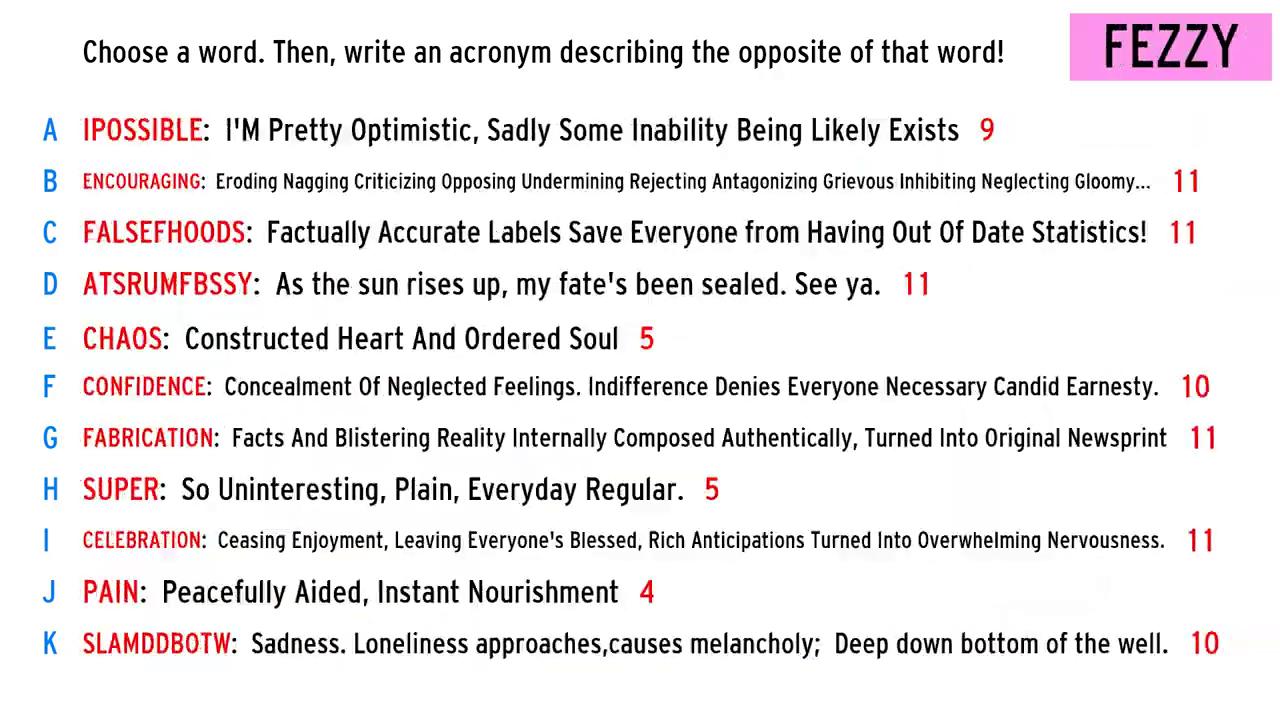 Choose a word. Then, write an acronym describing the opposite of that word!
FEZZY
A IPOSSIBLE: I'M Pretty Optimistic, Sadly Some Inability Being Likely Exists 9
B ENCOURAGING: Eroding Nagging Criticizing Opposing Undermining Rejecting Antagonizing Grievous Inhibiting Neglecting Gloomy... 11
C FALSEFHOODS: Factually Accurate Labels Save Everyone from Having Out Of Date Statistics! 11
D ATSRUMFBSSY: As the sun rises up, my fate's been sealed. See ya. 11
E CHAOS: Constructed Heart And Ordered Soul 5
F CONFIDENCE: Concealment Of Neglected Feelings. Indifference Denies Everyone Necessary Candid Earnesty. 10
G FABRICATION: Facts And Blistering Reality Internally Composed Authentically, Turned Into Original Newsprint 11
H SUPER: So Uninteresting, Plain, Everyday Regular. 5
I CELEBRATION: Ceasing Enjoyment, Leaving Everyone's Blessed, Rich Anticipations Turned Into Overwhelming Nervousness. 11
J PAIN: Peacefully Aided, Instant Nourishment 4
K SLAMDDBOTW: Sadness. Loneliness approaches,causes melancholy; Deep down bottom of the well. 10